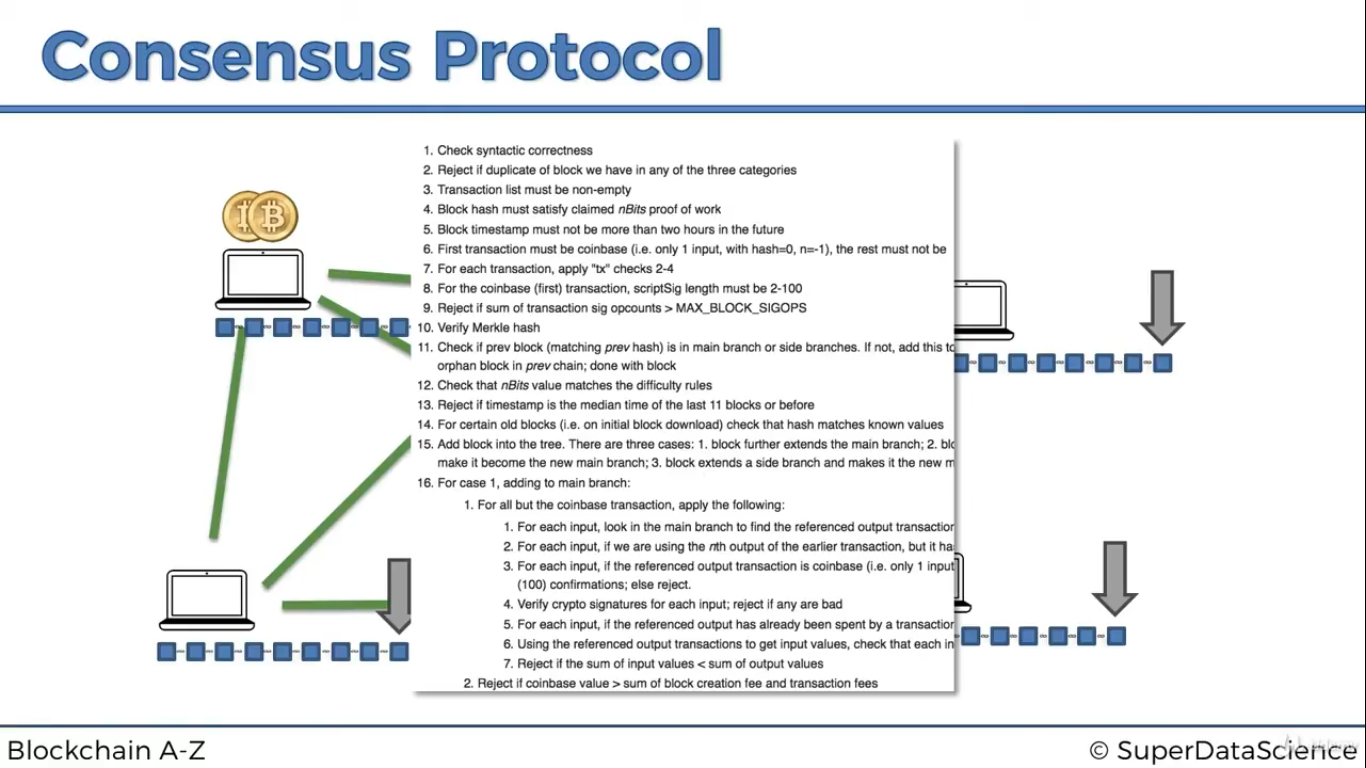 Consensus Protocol
1. Check syntactic correctness
2. Reject if duplicate of block we have in any of the three categories
3. Transaction list must be non-empty
4. Block hash must satisfy claimed nBits proof of work
5. Block timestamp must not be more than two hours in the future
6. First transaction must be coinbase (i.e. only 1 input, with hash=0, n=-1), the rest must not be
7. For each transaction, apply "tx" checks 2-4
8. For the coinbase (first) transaction, scriptSig length must be 2-100
9. Reject if sum of transaction sig opcounts > MAX_BLOCK_SIGOPS
10. Verify Merkle hash
11. Check if prev block (matching prev hash) is in main branch or side branches. If not, add this to
orphan block in prev chain; done with block
12. Check that nBits value matches the difficulty rules
13. Reject if timestamp is the median time of the last 11 blocks or before
14. For certain old blocks (i.e. on initial block download) check that hash matches known values
15. Add block into the tree. There are three cases: 1. block further extends the main branch; 2.
make it become the new main branch; 3. block extends a side branch and makes it the new
16. For case 1, adding to main branch:
1. For all but the coinbase transaction, apply the following:
1. For each input, look in the main branch to find the referenced output
2. For each input, if we are using the nth output of the earlier transaction, but it
3. For each input, if the referenced output transaction is coinbase (i.e. only 1 input
(100) confirmations; else reject.
4. Verify crypto signatures for each input; reject if any are bad
5. For each input, if the referenced output has already been spent by a
6. Using the referenced output transactions to get input values, check that each
7. Reject if the sum of input values < sum of output values
2. Reject if coinbase value > sum of block creation fee and transaction fees
Blockchain A-Z
© SuperDataScience